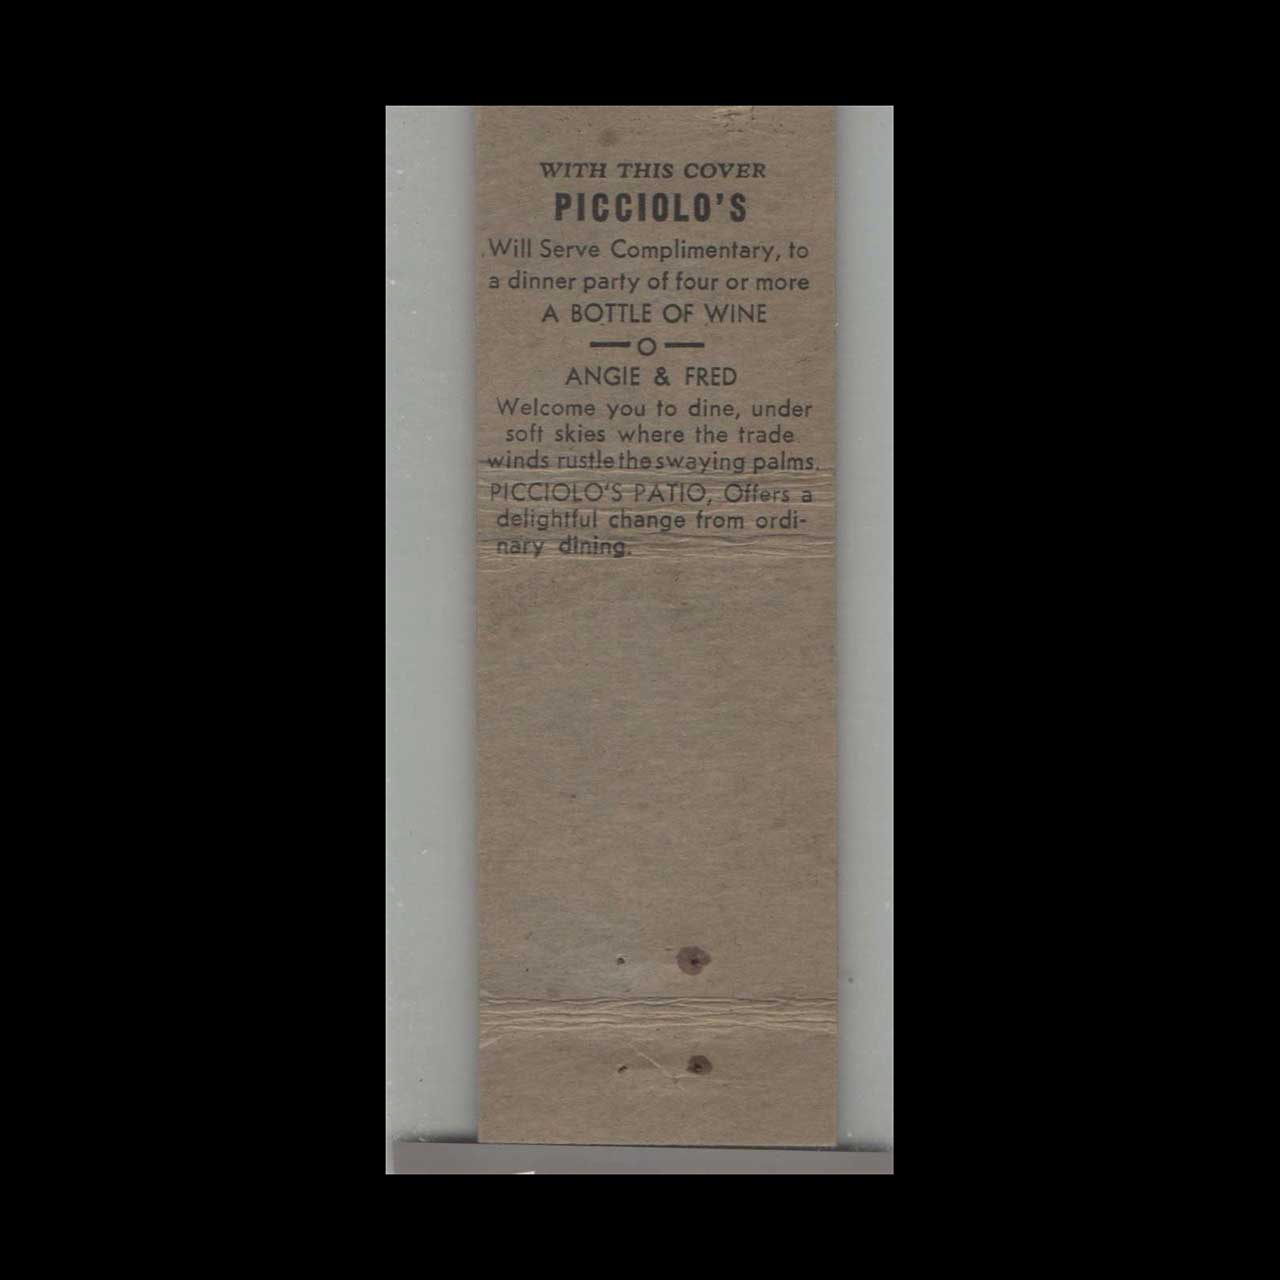 WITH THIS COVER
PICCIOLO'S
Will Serve Complimentary, to
a dinner party of four or more
A BOTTLE OF WINE
—O—
ANGIE & FRED
Welcome you to dine, under
soft skies where the trade
winds rustle the swaying palms.
PICCIOLO'S PATIO, Offers a
delightful change from ordi-
nary dining.